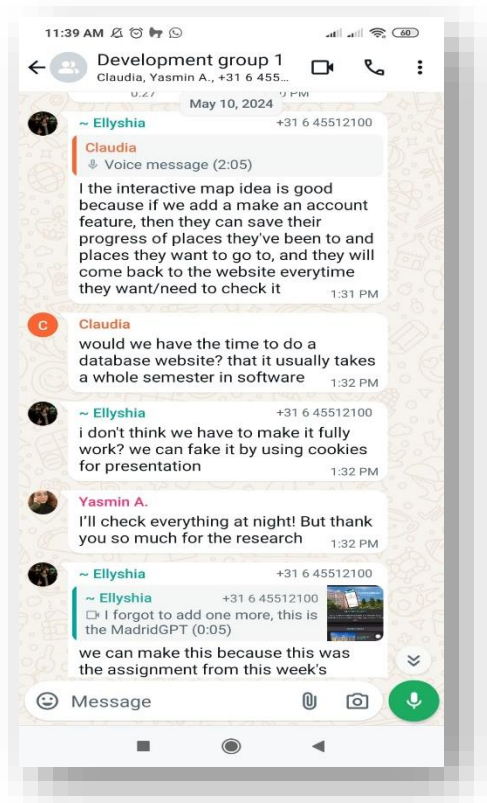 11:39 AM
60
Development group 1
Claudia, Yasmin A., +31 6 455...
0:27
PM
May 10, 2024
~ Ellyshia +31 6 45512100
Claudia
Voice message (2:05)
I the interactive map idea is good
because if we add a make an account
feature, then they can save their
progress of places they've been to and
places they want to go to, and they will
come back to the website everytime
they want/need to check it
1:31 PM
C
Claudia
would we have the time to do a
database website? that it usually takes
a whole semester in software
1:32 PM
~ Ellyshia +31 6 45512100
i don't think we have to make it fully
work? we can fake it by using cookies
for presentation
1:32 PM
Yasmin A.
I'll check everything at night! But thank
you so much for the research
1:32 PM
~ Ellyshia +31 6 45512100
~ Ellyshia +31 6 45512100
I forgot to add one more, this is
the MadridGPT (0:05)
we can make this because this was
the assignment from this week's
Message